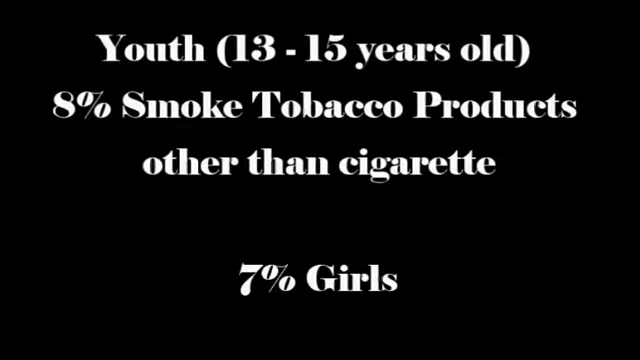 Youth (13 - 15 years old)
8% Smoke Tobacco Products
other than cigarette
7% Girls